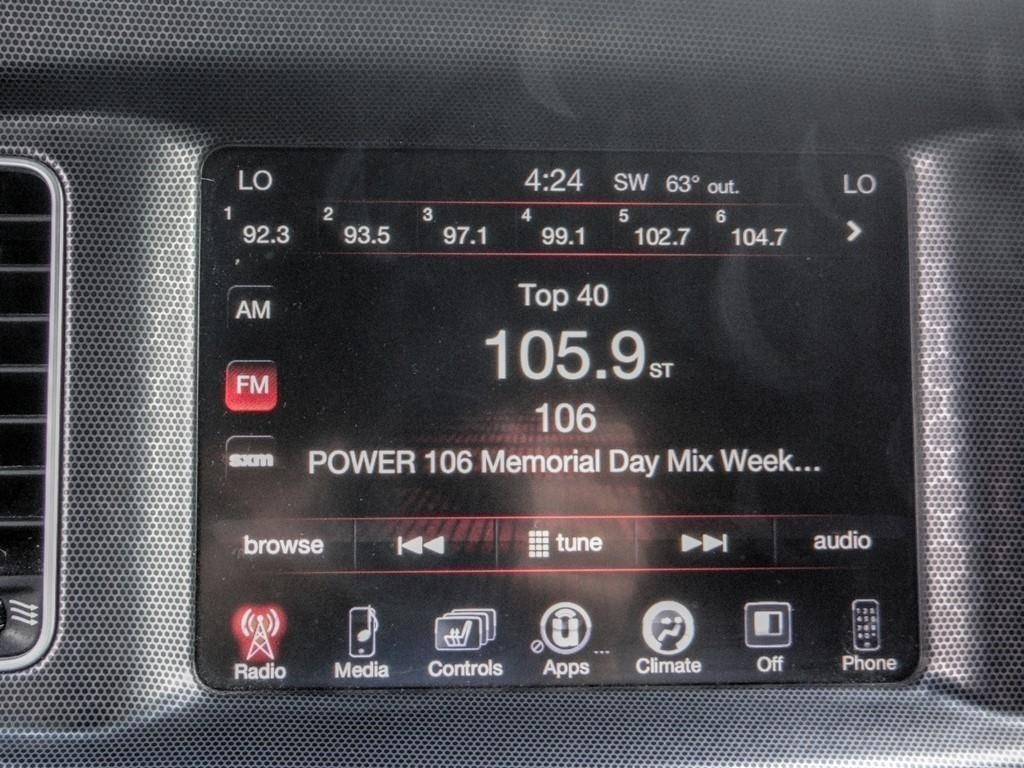 LO 4:24 SW 63° out. LO
1 92.3 2 93.5 3 97.1 4 99.1 5 102.7 6 104.7
Top 40
AM
105.9 ST
FM
106
sxm
POWER 106 Memorial Day Mix Week...
browse tune audio
Radio Media Controls Apps ... Climate Off Phone